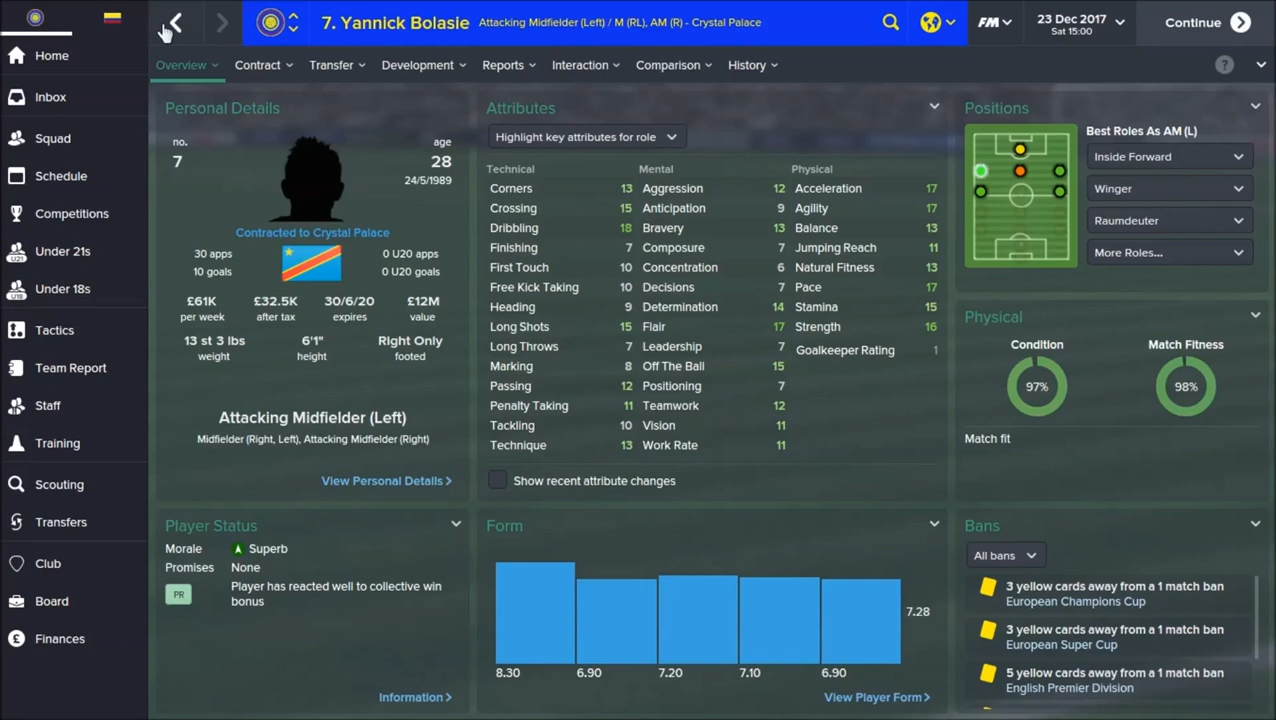 7. Yannick Bolasie Attacking Midfielder (Left) / M (RL), AM (R) - Crystal Palace
FM
23 Dec 2017
Sat 15:00
Continue
Home
Inbox
Squad
Schedule
Competitions
U21 Under 21s
U18 Under 18s
Tactics
Team Report
Staff
Training
Scouting
Transfers
Club
Board
Finances
Overview Contract Transfer Development Reports Interaction Comparison History ?
Personal Details
no.
7
age
28
24/5/1989
Contracted to Crystal Palace
30 apps
10 goals
0 U20 apps
0 U20 goals
£61K
per week
£32.5K
after tax
30/6/20
expires
£12M
value
13 st 3 lbs
weight
6'1"
height
Right Only
footed
Attacking Midfielder (Left)
Midfielder (Right, Left), Attacking Midfielder (Right)
View Personal Details >
Attributes
Highlight key attributes for role
Technical
Corners 13
Crossing 15
Dribbling 18
Finishing 7
First Touch 10
Free Kick Taking 10
Heading 9
Long Shots 15
Long Throws 7
Marking 8
Passing 12
Penalty Taking 11
Tackling 10
Technique 13
Mental
Aggression 12
Anticipation 9
Bravery 13
Composure 7
Concentration 6
Decisions 7
Determination 14
Flair 17
Leadership 7
Off The Ball 15
Positioning 7
Teamwork 12
Vision 11
Work Rate 11
Physical
Acceleration 17
Agility 17
Balance 13
Jumping Reach 11
Natural Fitness 13
Pace 17
Stamina 15
Strength 16
Goalkeeper Rating 1
Show recent attribute changes
Positions
Best Roles As AM (L)
Inside Forward
Winger
Raumdeuter
More Roles...
Physical
Condition
97%
Match Fitness
98%
Match fit
Player Status
Morale Superb
Promises None
PR Player has reacted well to collective win
bonus
Information >
Form
7.28
8.30 6.90 7.20 7.10 6.90
View Player Form >
Bans
All bans
3 yellow cards away from a 1 match ban
European Champions Cup
3 yellow cards away from a 1 match ban
European Super Cup
5 yellow cards away from a 1 match ban
English Premier Division